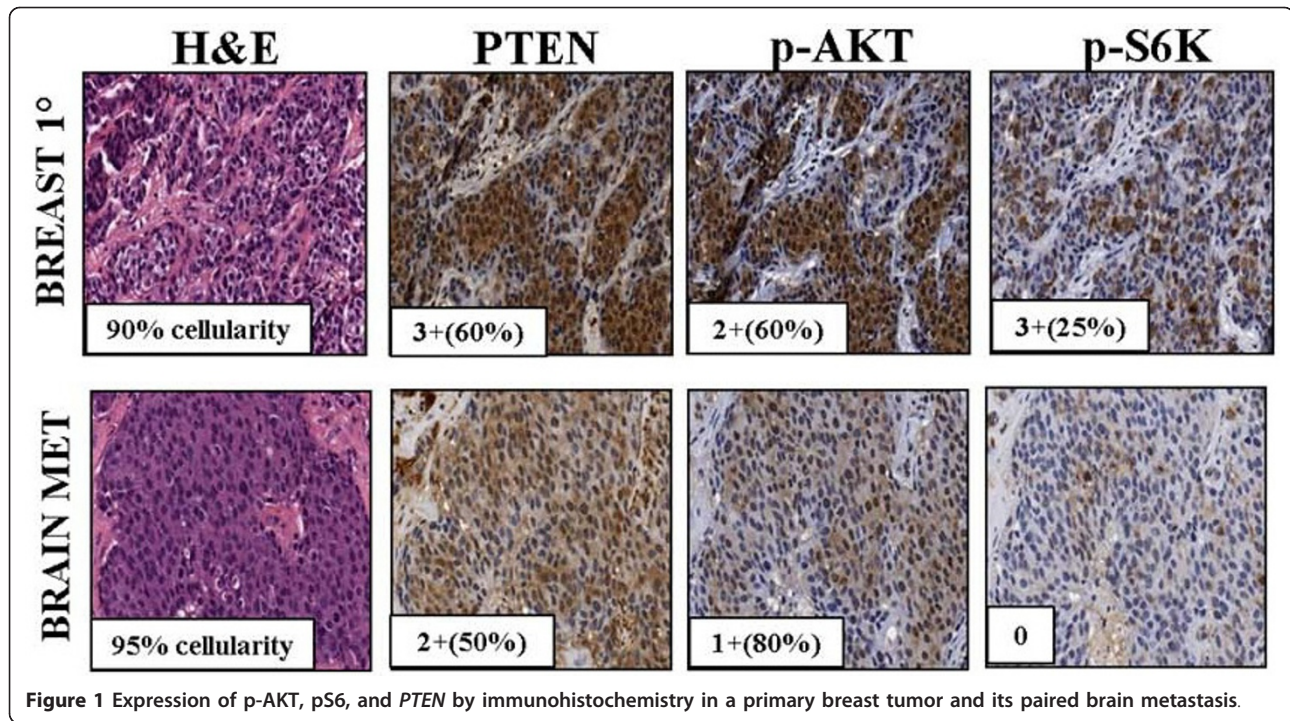 H&E PTEN p-AKT p-S6K
BREAST 1°
90% cellularity 3+(60%) 2+(60%) 3+(25%)
BRAIN MET
95% cellularity 2+(50%) 1+(80%) 0
Figure 1 Expression of p-AKT, pS6, and PTEN by immunohistochemistry in a primary breast tumor and its paired brain metastasis.